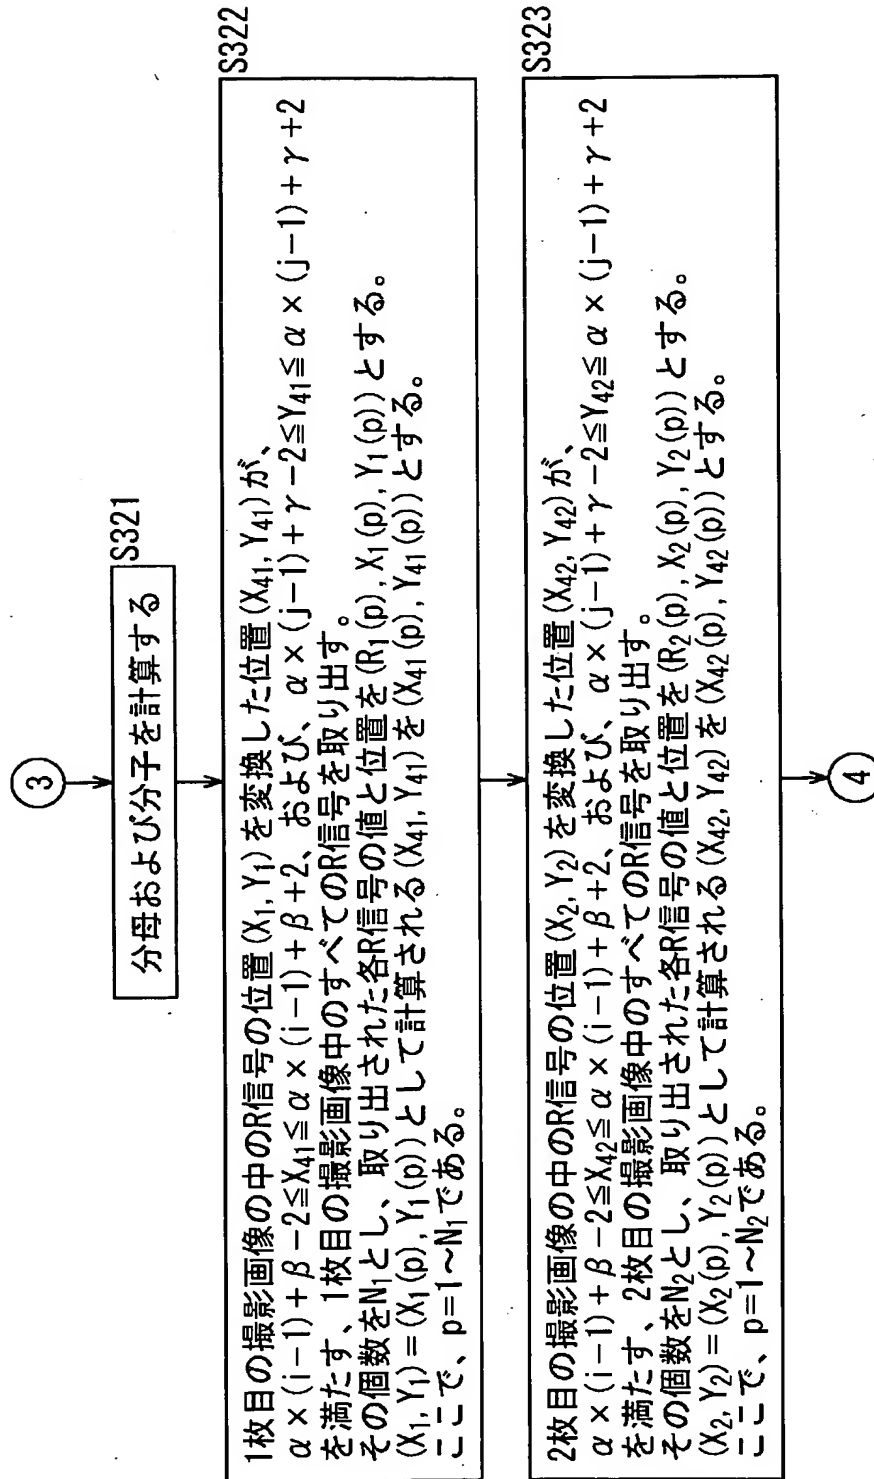 3
S321
分母および分子を計算する
S322
1枚目の撮影画像の中のR信号の位置(X₁, Y₁)を変換した位置(X₄₁, Y₄₁)が、
α×(i−1)+β−2≦X₄₁≦α×(i−1)+β+2、および、α×(j−1)+γ−2≦Y₄₁≦α×(j−1)+γ+2
を満たす、1枚目の撮影画像中のすべてのR信号を取り出す。
その個数をN₁とし、取り出された各R信号の値と位置を(R₁(p), X₁(p), Y₁(p))とする。
(X₁, Y₁)=(X₁(p), Y₁(p))として計算される(X₄₁, Y₄₁)を(X₄₁(p), Y₄₁(p))とする。
ここで、p=1~N₁である。
S323
2枚目の撮影画像の中のR信号の位置(X₂, Y₂)を変換した位置(X₄₂, Y₄₂)が、
α×(i−1)+β−2≦X₄₂≦α×(i−1)+β+2、および、α×(j−1)+γ−2≦Y₄₂≦α×(j−1)+γ+2
を満たす、2枚目の撮影画像中のすべてのR信号を取り出す。
その個数をN₂とし、取り出された各R信号の値と位置を(R₂(p), X₂(p), Y₂(p))とする。
(X₂, Y₂)=(X₂(p), Y₂(p))として計算される(X₄₂, Y₄₂)を(X₄₂(p), Y₄₂(p))とする。
ここで、p=1~N₂である。
4